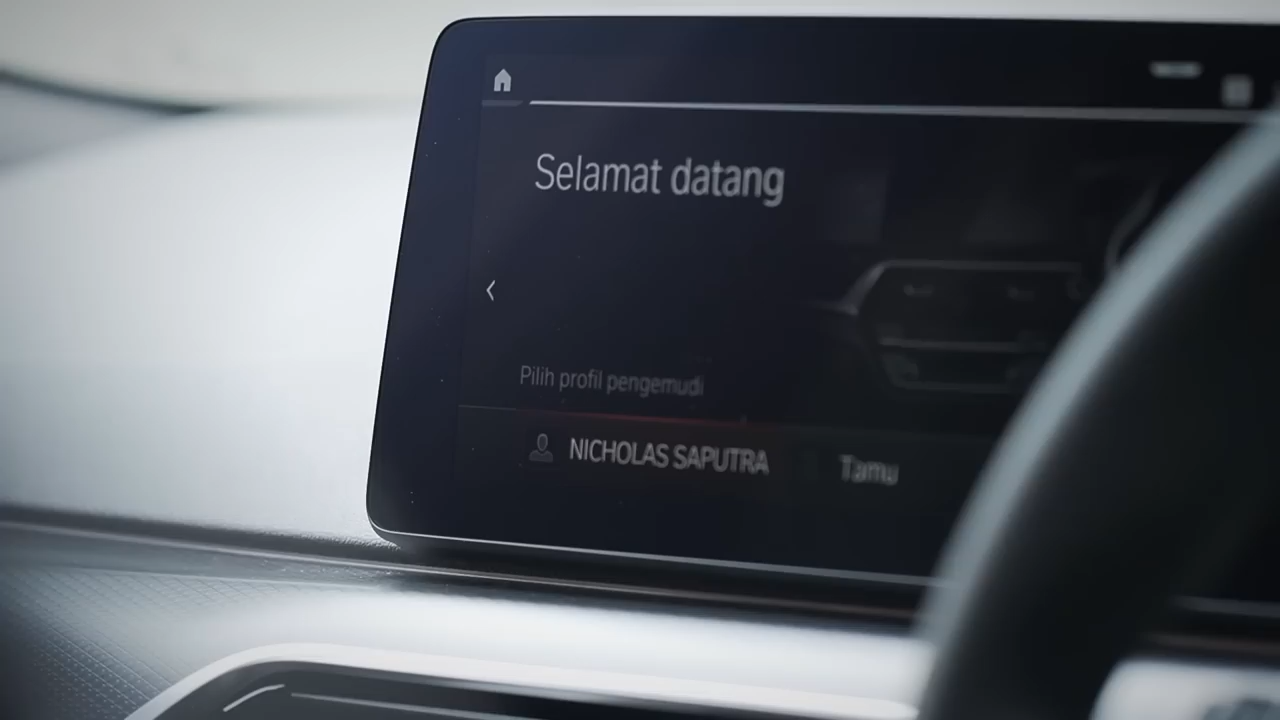 Selamat datang
Pilih profil pengemudi
NICHOLAS SAPUTRA
Tamu